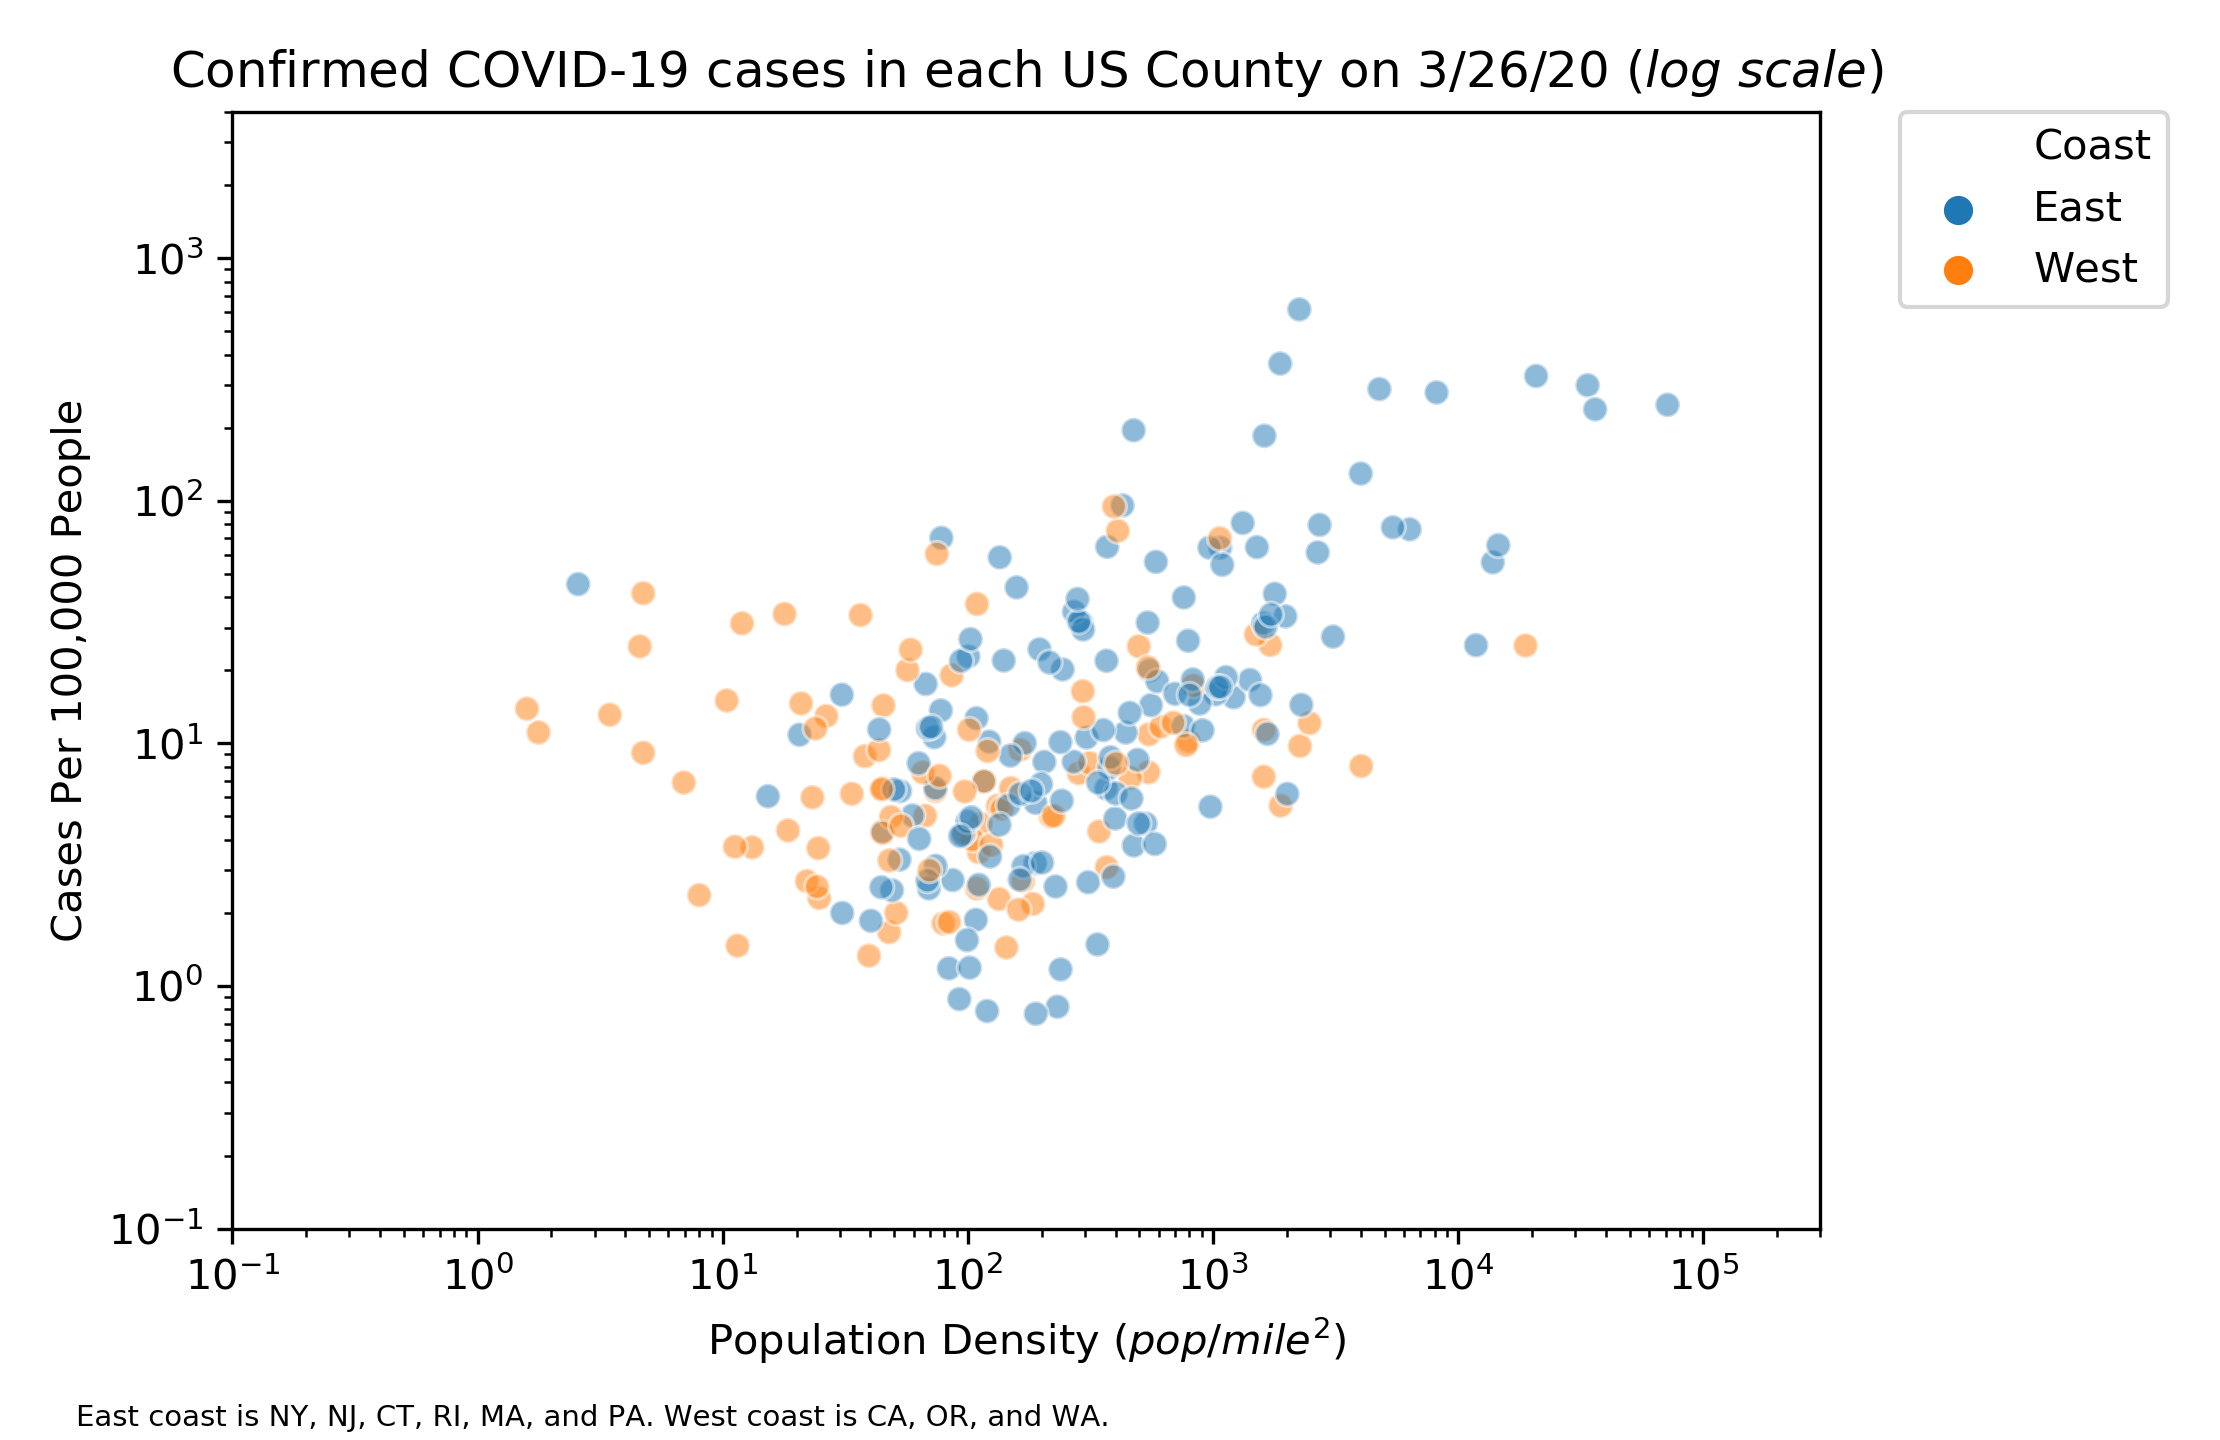 Confirmed COVID-19 cases in each US County on 3/26/20 (log scale)
Coast
East
West
Cases Per 100,000 People
10³
10²
10¹
10⁰
10⁻¹
10⁻¹ 10⁰ 10¹ 10² 10³ 10⁴ 10⁵
Population Density (pop/mile²)
East coast is NY, NJ, CT, RI, MA, and PA. West coast is CA, OR, and WA.